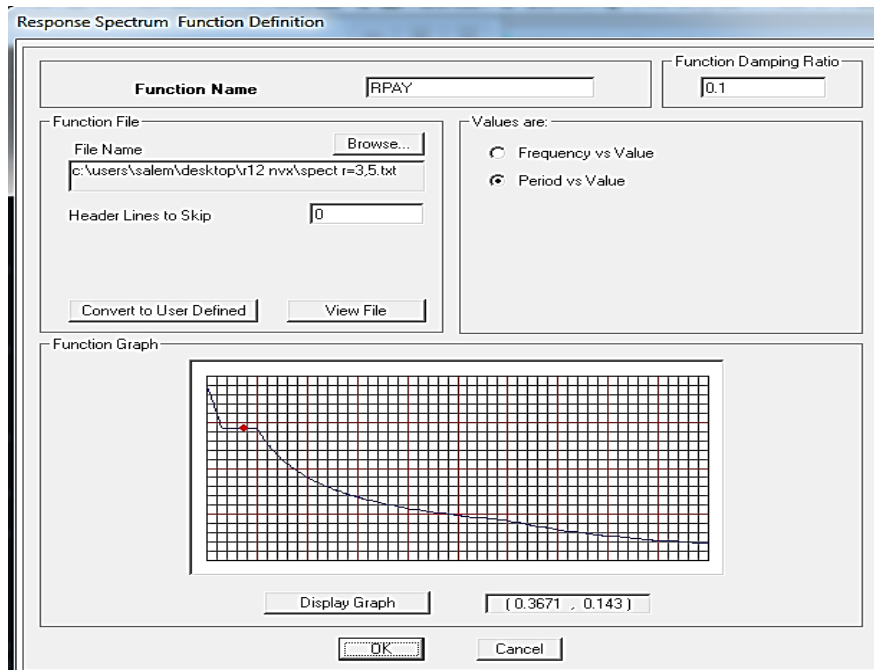 Response Spectrum Function Definition
Function Name
RPAY
Function Damping Ratio
0.1
Function File
File Name
Browse...
c:\users\salem\desktop\r12 nvx\spect r=3,5.txt
Header Lines to Skip
0
Convert to User Defined
View File
Values are:
Frequency vs Value
Period vs Value
Function Graph
Display Graph
(0.3671 , 0.143)
OK
Cancel